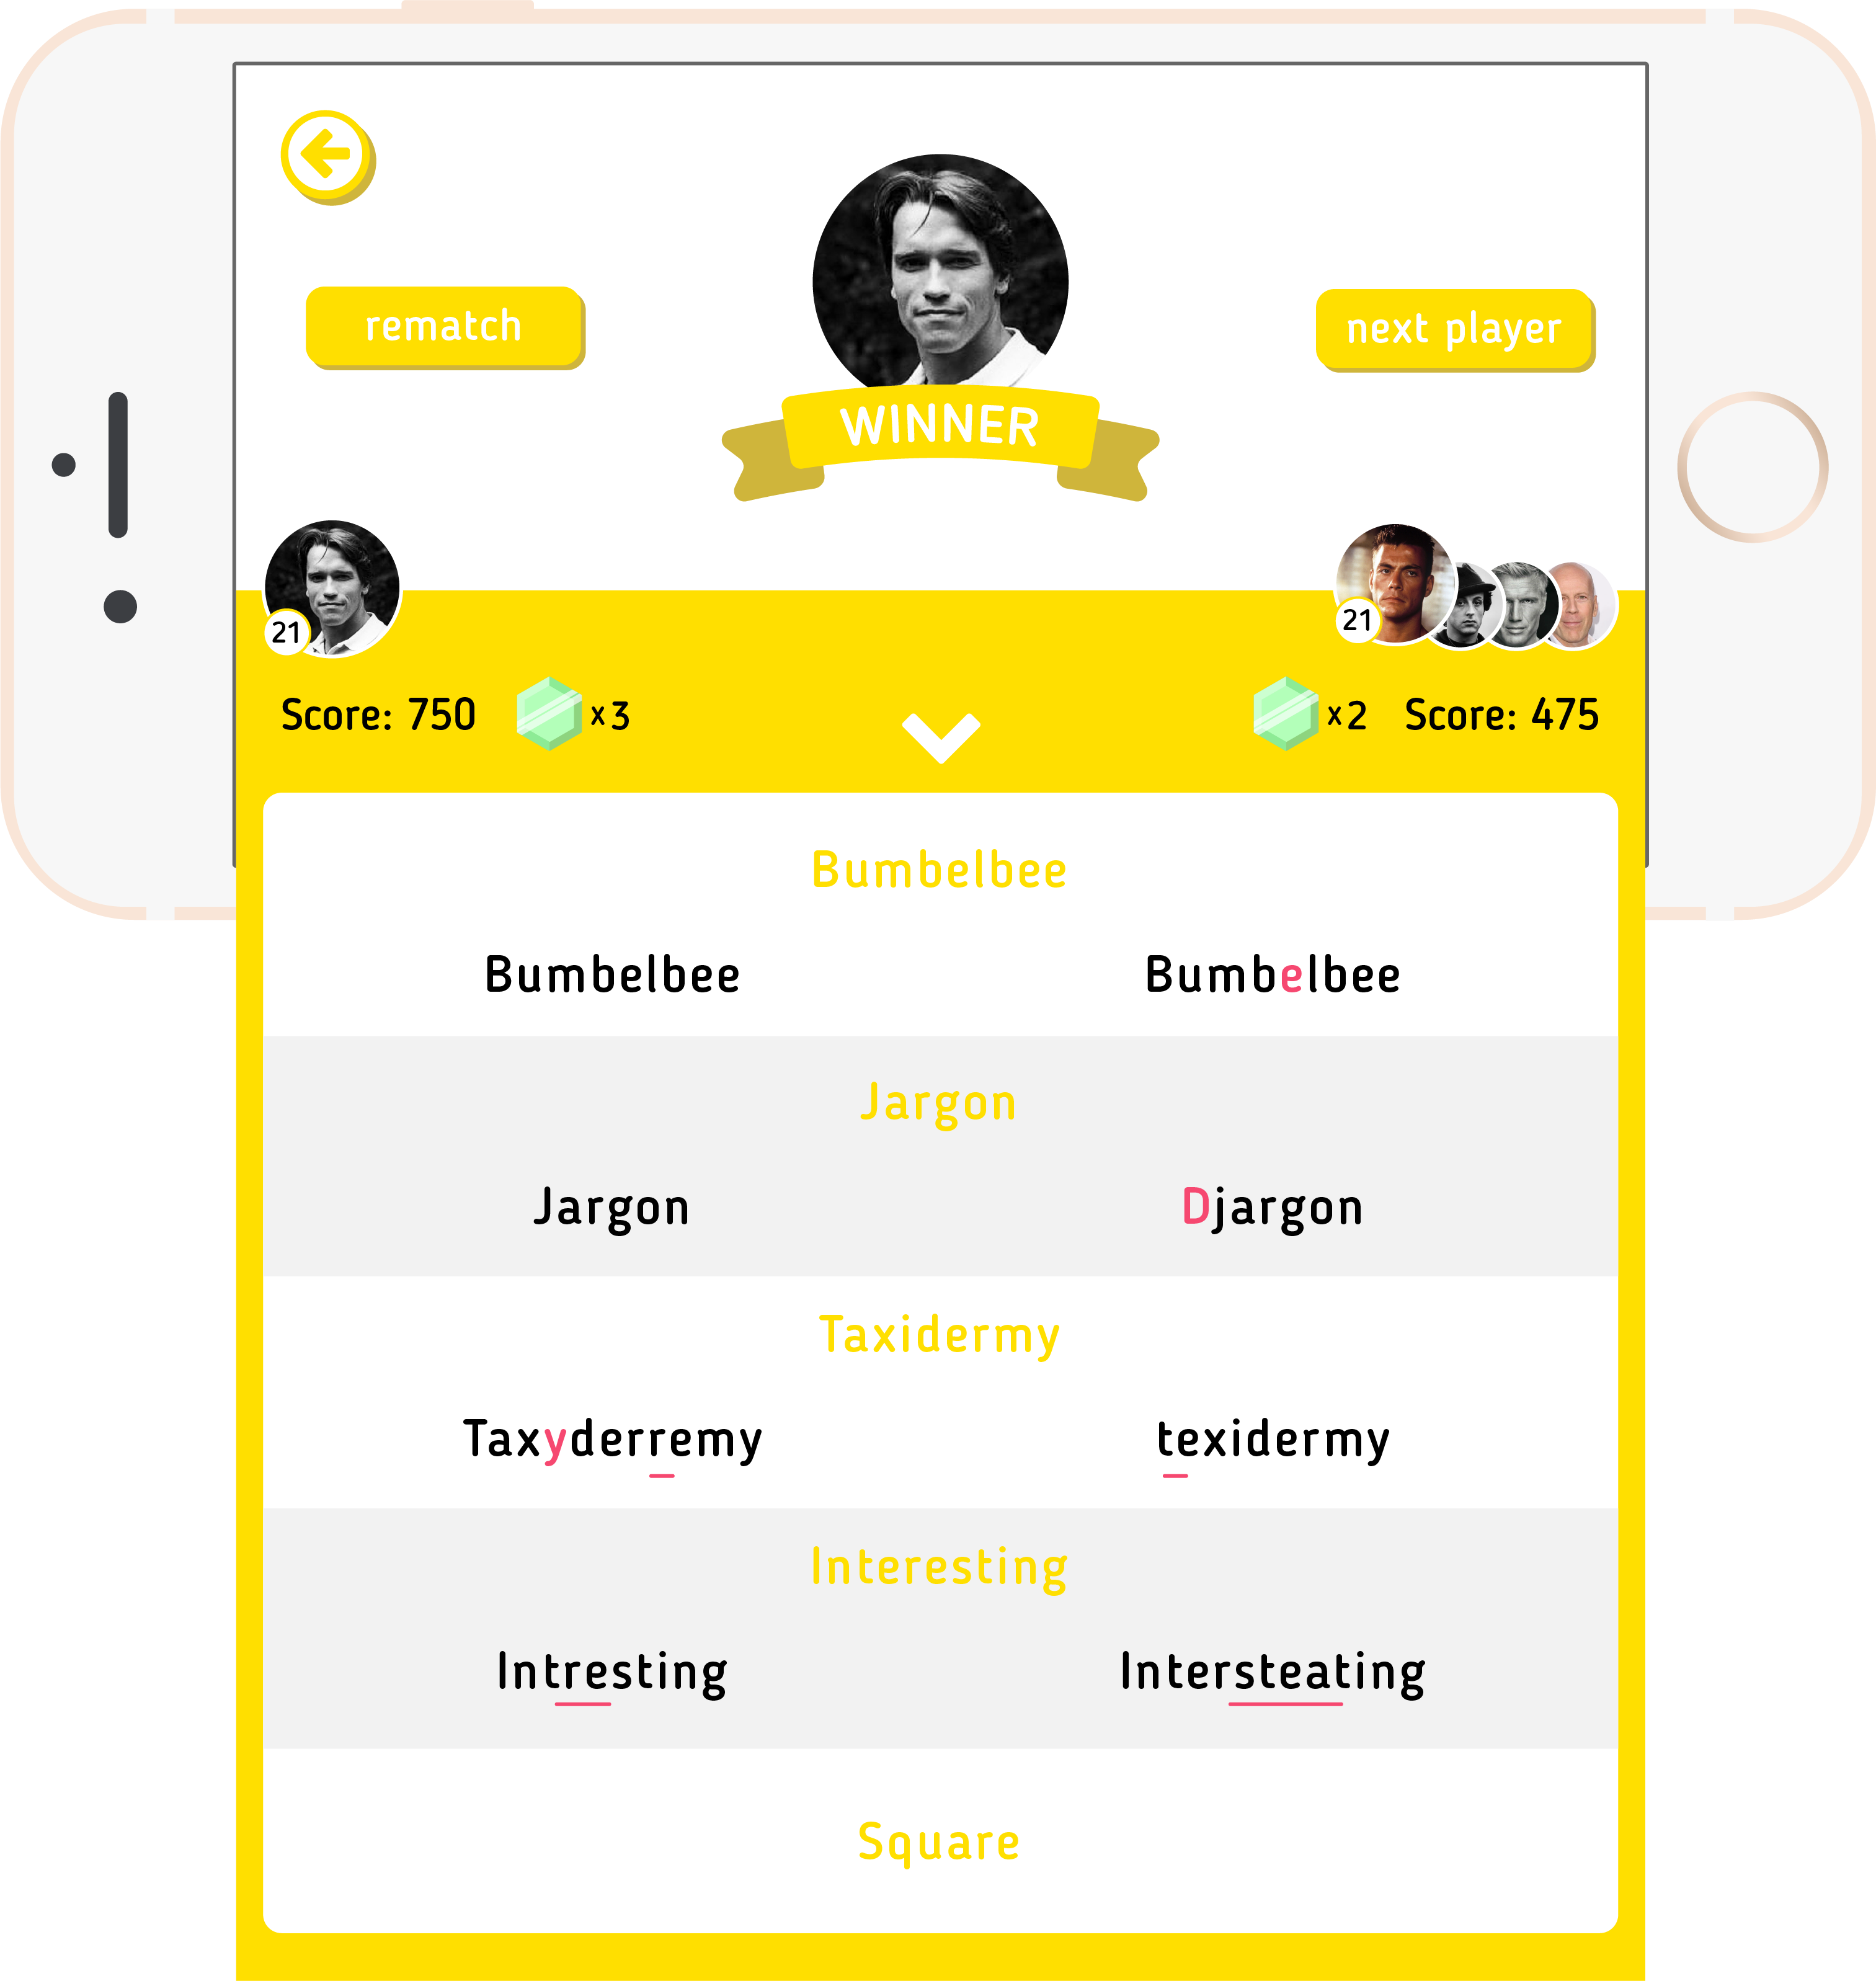 rematch
next player
WINNER
21
21
Score: 750
x3
x2
Score: 475
Bumbelbee
Bumbelbee
Bumbelbee
Jargon
Jargon
Djargon
Taxidermy
Taxyderremy
texidermy
Interesting
Intresting
Intersteating
Square